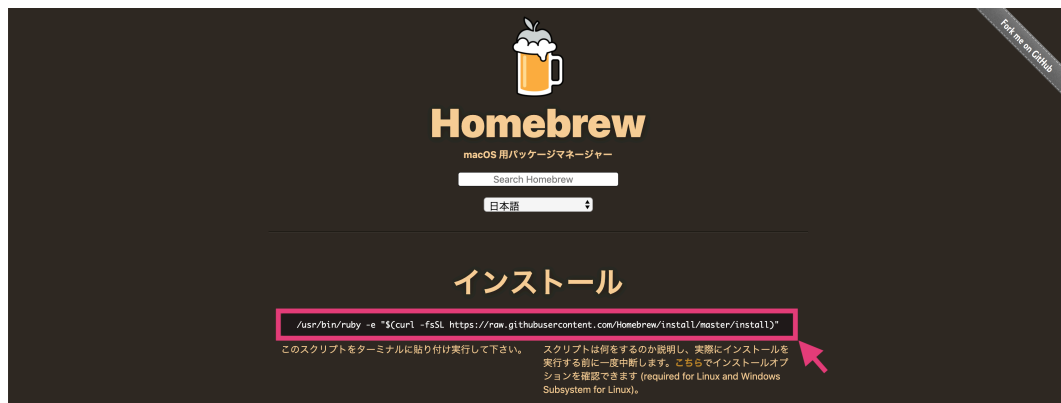 Fork me on GitHub
Homebrew
macOS 用パッケージマネージャー
Search Homebrew
日本語
インストール
/usr/bin/ruby -e "$(curl -fsSL https://raw.githubusercontent.com/Homebrew/install/master/install)"
このスクリプトをターミナルに貼り付け実行して下さい。
スクリプトは何をするのか説明し、実際にインストールを
実行する前に一度中断します。こちらでインストールオプ
ションを確認できます (required for Linux and Windows
Subsystem for Linux)。